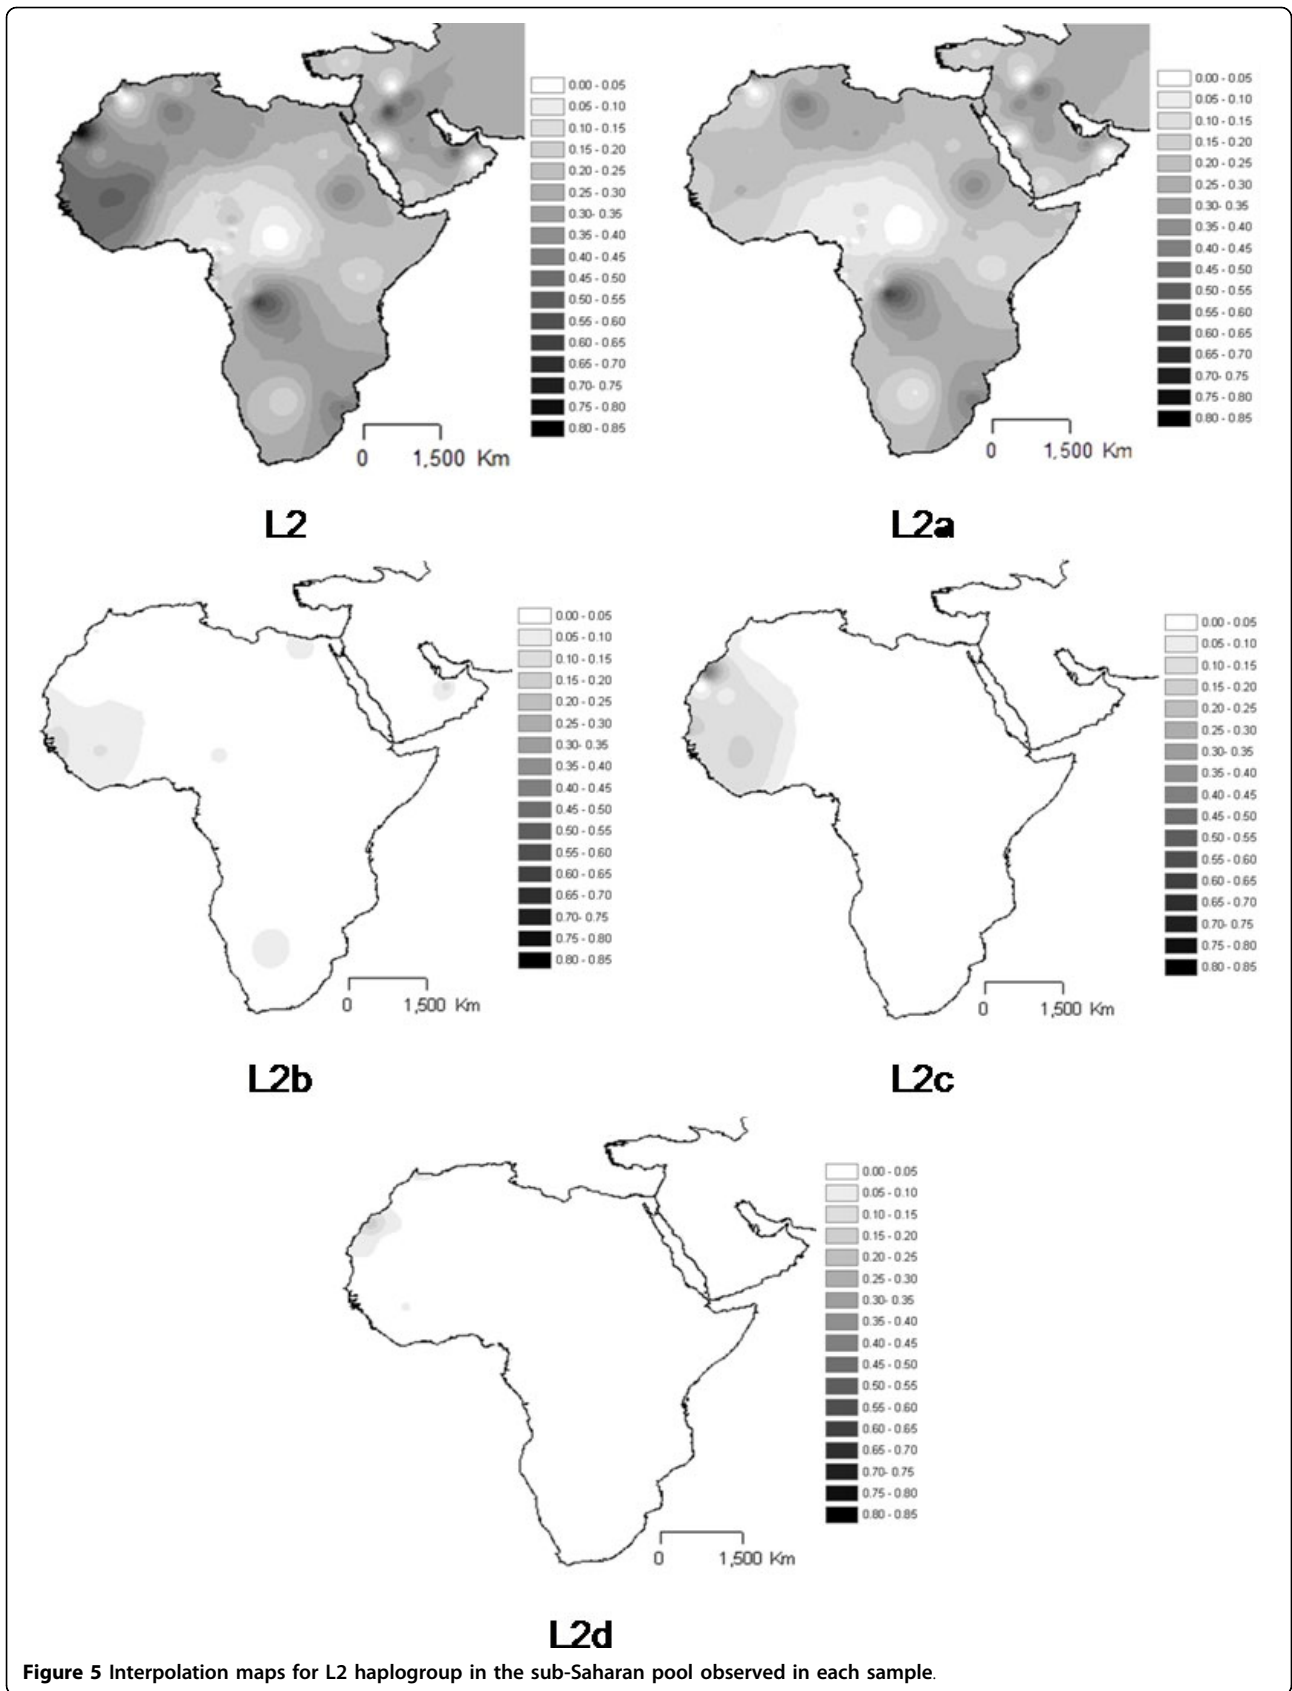 0.00 - 0.05
0.05 - 0.10
0.10 - 0.15
0.15 - 0.20
0.20 - 0.25
0.25 - 0.30
0.30- 0.35
0.35 - 0.40
0.40 - 0.45
0.45 - 0.50
0.50 - 0.55
0.55 - 0.60
0.60 - 0.65
0.65 - 0.70
0.70- 0.75
0.75 - 0.80
0.80 - 0.85
0 1,500 Km
L2
0.00 - 0.05
0.05 - 0.10
0.10 - 0.15
0.15 - 0.20
0.20 - 0.25
0.25 - 0.30
0.30- 0.35
0.35 - 0.40
0.40 - 0.45
0.45 - 0.50
0.50 - 0.55
0.55 - 0.60
0.60 - 0.65
0.65 - 0.70
0.70- 0.75
0.75 - 0.80
0.80 - 0.85
0 1,500 Km
L2a
0.00 - 0.05
0.05 - 0.10
0.10 - 0.15
0.15 - 0.20
0.20 - 0.25
0.25 - 0.30
0.30- 0.35
0.35 - 0.40
0.40 - 0.45
0.45 - 0.50
0.50 - 0.55
0.55 - 0.60
0.60 - 0.65
0.65 - 0.70
0.70- 0.75
0.75 - 0.80
0.80 - 0.85
0 1,500 Km
L2b
0.00 - 0.05
0.05 - 0.10
0.10 - 0.15
0.15 - 0.20
0.20 - 0.25
0.25 - 0.30
0.30- 0.35
0.35 - 0.40
0.40 - 0.45
0.45 - 0.50
0.50 - 0.55
0.55 - 0.60
0.60 - 0.65
0.65 - 0.70
0.70- 0.75
0.75 - 0.80
0.80 - 0.85
0 1,500 Km
L2c
0.00 - 0.05
0.05 - 0.10
0.10 - 0.15
0.15 - 0.20
0.20 - 0.25
0.25 - 0.30
0.30- 0.35
0.35 - 0.40
0.40 - 0.45
0.45 - 0.50
0.50 - 0.55
0.55 - 0.60
0.60 - 0.65
0.65 - 0.70
0.70- 0.75
0.75 - 0.80
0.80 - 0.85
0 1,500 Km
L2d
Figure 5 Interpolation maps for L2 haplogroup in the sub-Saharan pool observed in each sample.